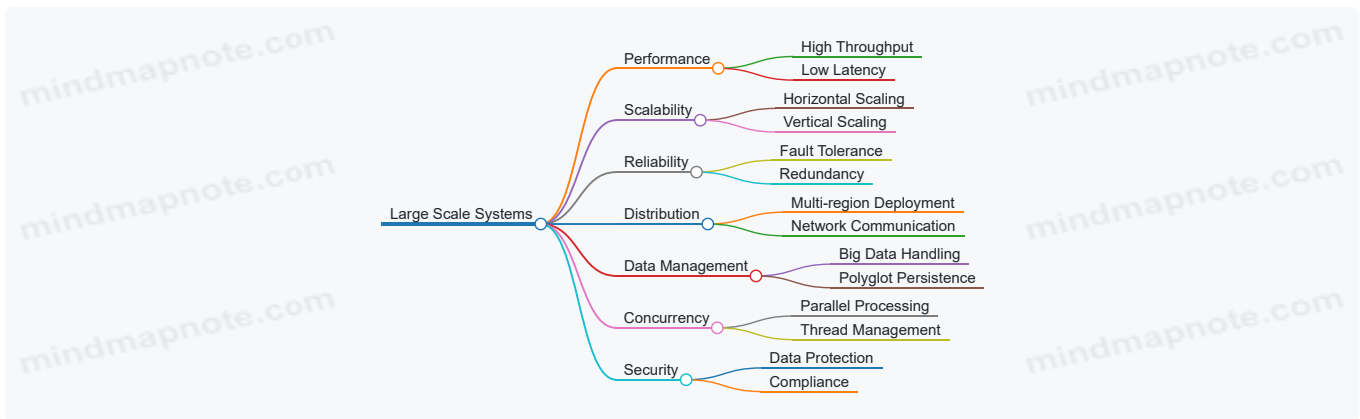 mindmapnote.com
mindmapnote.com
mindmapnote.com
Large Scale Systems
Performance
High Throughput
Low Latency
Scalability
Horizontal Scaling
Vertical Scaling
Reliability
Fault Tolerance
Redundancy
Distribution
Multi-region Deployment
Network Communication
Data Management
Big Data Handling
Polyglot Persistence
Concurrency
Parallel Processing
Thread Management
Security
Data Protection
Compliance
mindmapnote.com
mindmapnote.com
mindmapnote.com